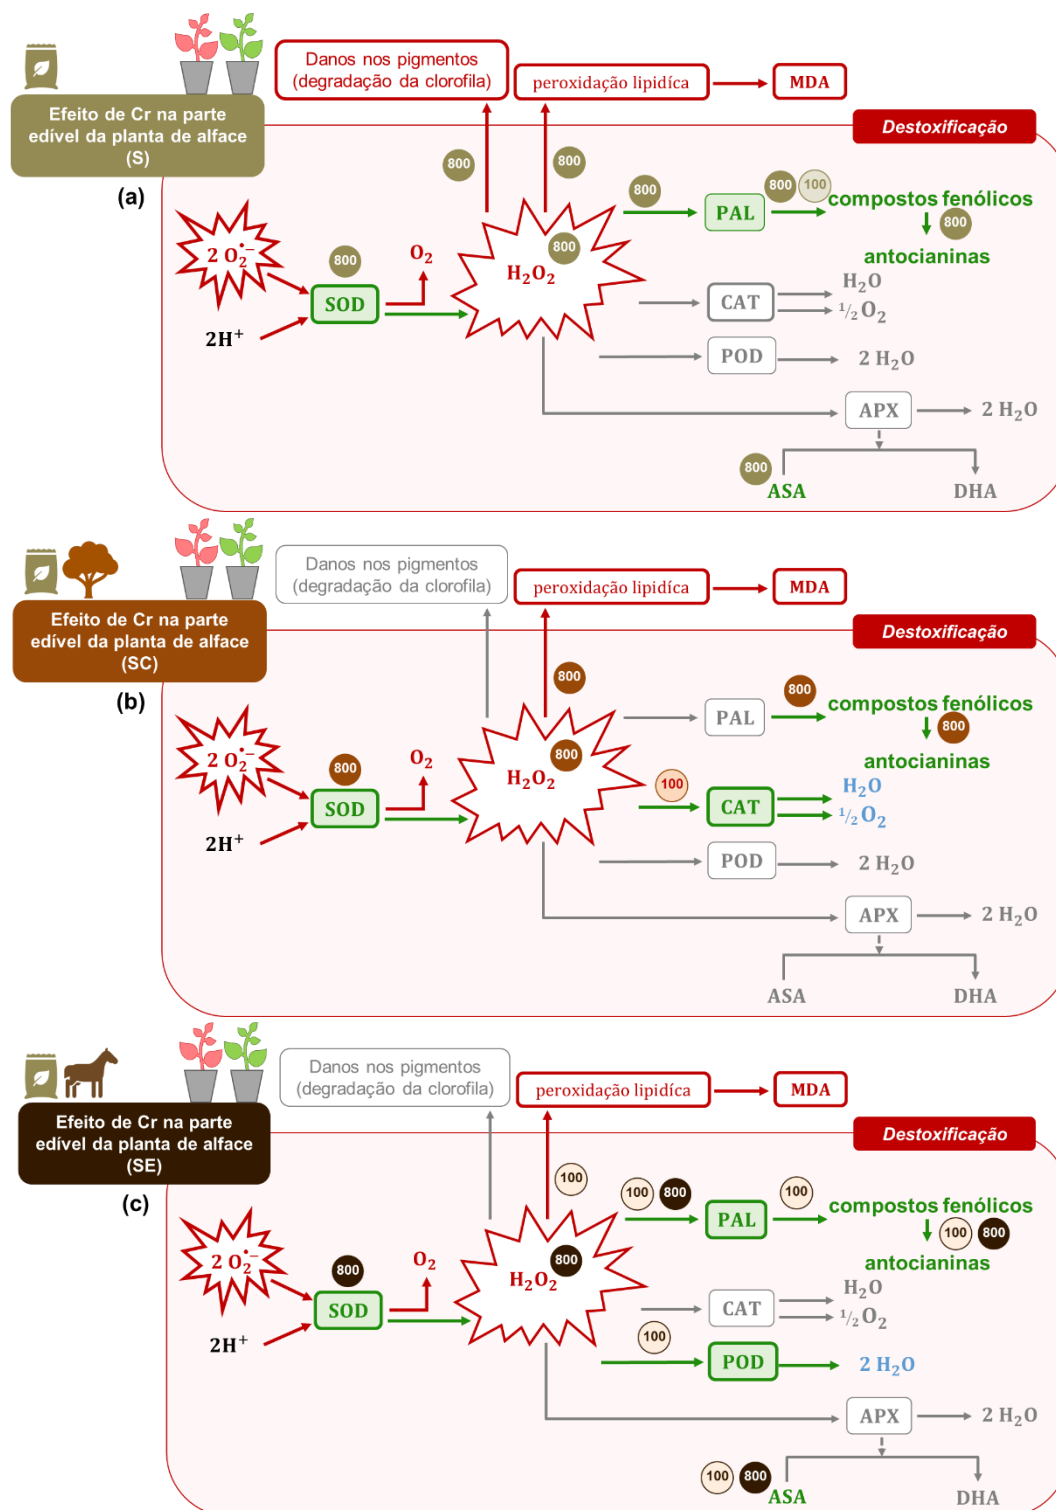 Danos nos pigmentos
(degradação da clorofila)
peroxidação lipidíca
MDA
Efeito de Cr na parte
edível da planta de alface
(S)
Destoxificação
(a)
800
800
800
PAL
800
100
compostos fenólicos
800
antocianinas
2 O₂•−
800
O₂
H₂O₂
800
SOD
2H⁺
CAT
H₂O
1/2 O₂
POD
2 H₂O
APX
2 H₂O
800
ASA
DHA
Danos nos pigmentos
(degradação da clorofila)
peroxidação lipidíca
MDA
Efeito de Cr na parte
edível da planta de alface
(SC)
Destoxificação
(b)
800
PAL
800
compostos fenólicos
800
antocianinas
2 O₂•−
800
O₂
H₂O₂
800
SOD
2H⁺
100
CAT
H₂O
1/2 O₂
POD
2 H₂O
APX
2 H₂O
ASA
DHA
Danos nos pigmentos
(degradação da clorofila)
peroxidação lipidíca
MDA
Efeito de Cr na parte
edível da planta de alface
(SE)
Destoxificação
(c)
100
100
800
PAL
100
compostos fenólicos
100
800
antocianinas
2 O₂•−
800
O₂
H₂O₂
800
SOD
2H⁺
CAT
H₂O
1/2 O₂
100
POD
2 H₂O
APX
2 H₂O
100
800
ASA
DHA